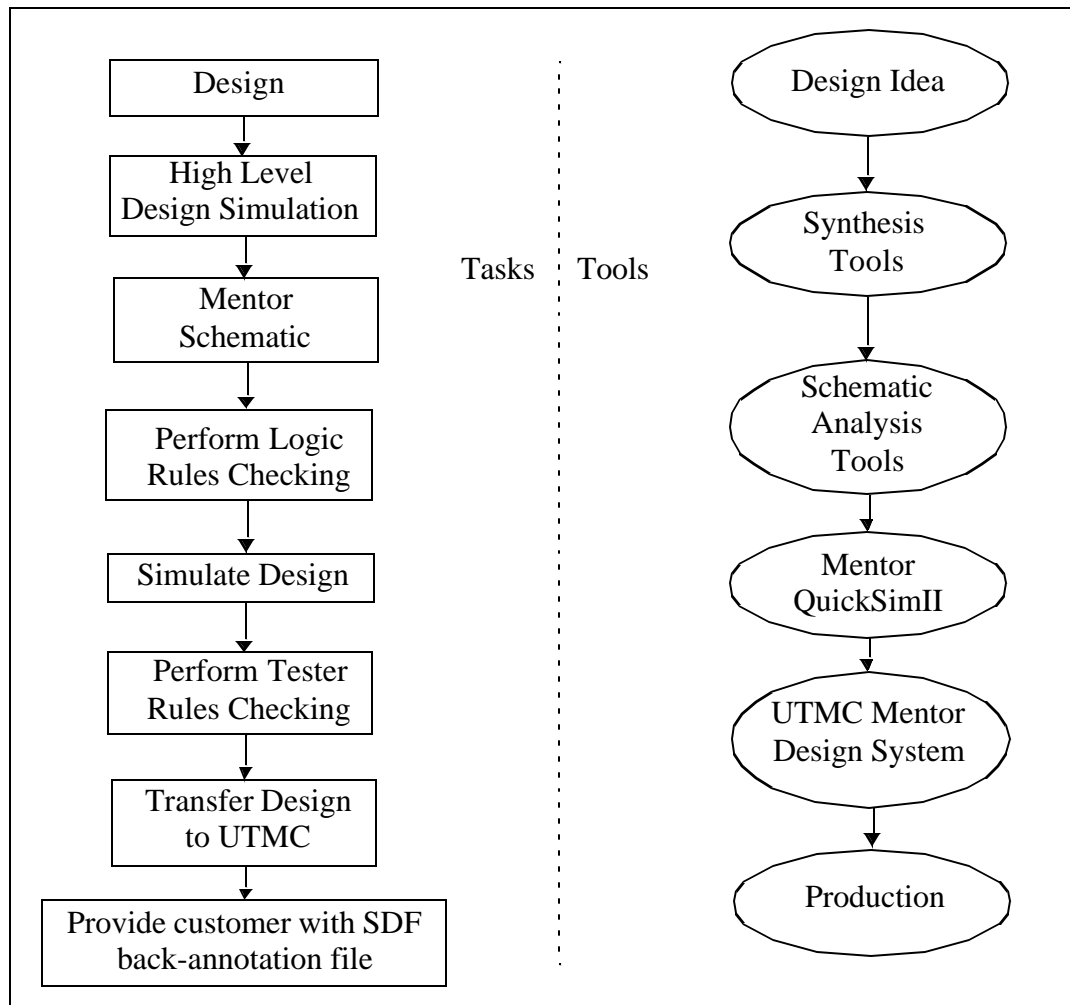 Design
High Level
Design Simulation
Mentor
Schematic
Perform Logic
Rules Checking
Simulate Design
Perform Tester
Rules Checking
Transfer Design
to UTMC
Provide customer with SDF
back-annotation file
Tasks
Tools
Design Idea
Synthesis
Tools
Schematic
Analysis
Tools
Mentor
QuickSimII
UTMC Mentor
Design System
Production